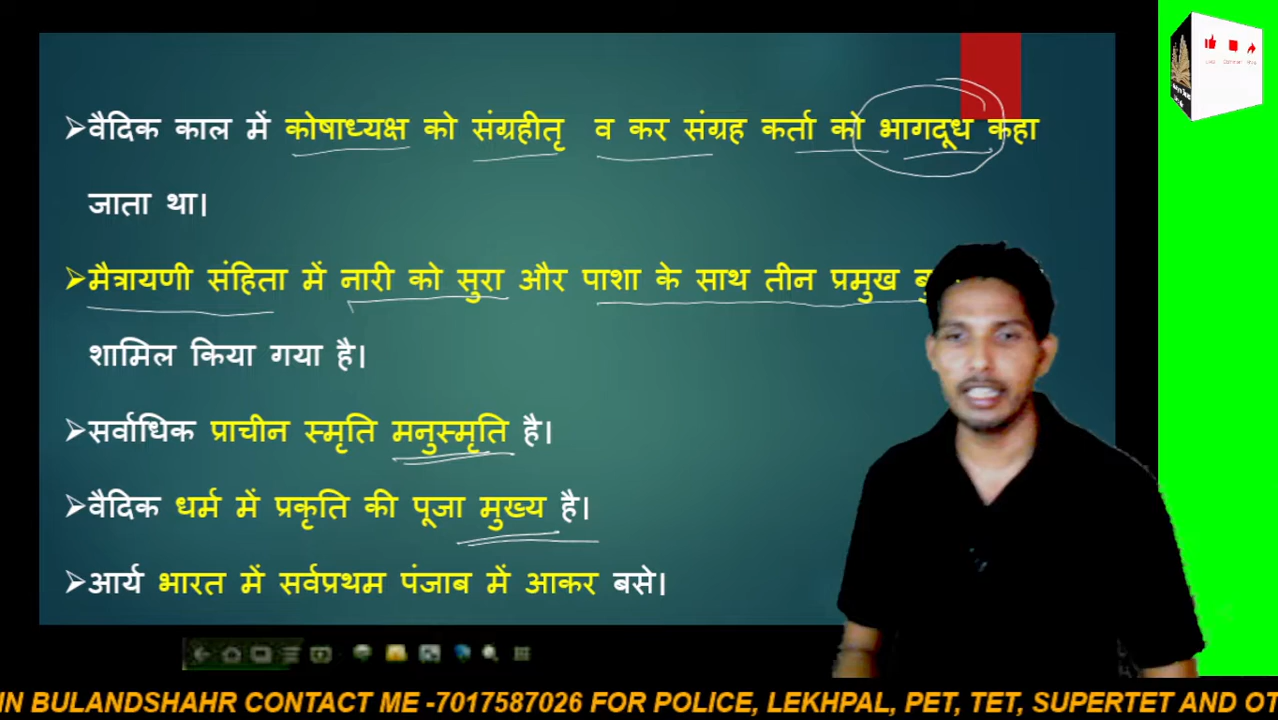 ➢वैदिक काल में कोषाध्यक्ष को संग्रहीतृ व कर संग्रह कर्ता को भागदूध कहा
जाता था।
➢मैत्रायणी संहिता में नारी को सुरा और पाशा के साथ तीन प्रमुख
शामिल किया गया है।
➢सर्वाधिक प्राचीन स्मृति मनुस्मृति है।
➢वैदिक धर्म में प्रकृति की पूजा मुख्य है।
➢आर्य भारत में सर्वप्रथम पंजाब में आकर बसे।
IN BULANDSHAHR CONTACT ME -7017587026 FOR POLICE, LEKHPAL, PET, TET, SUPERTET AND OT